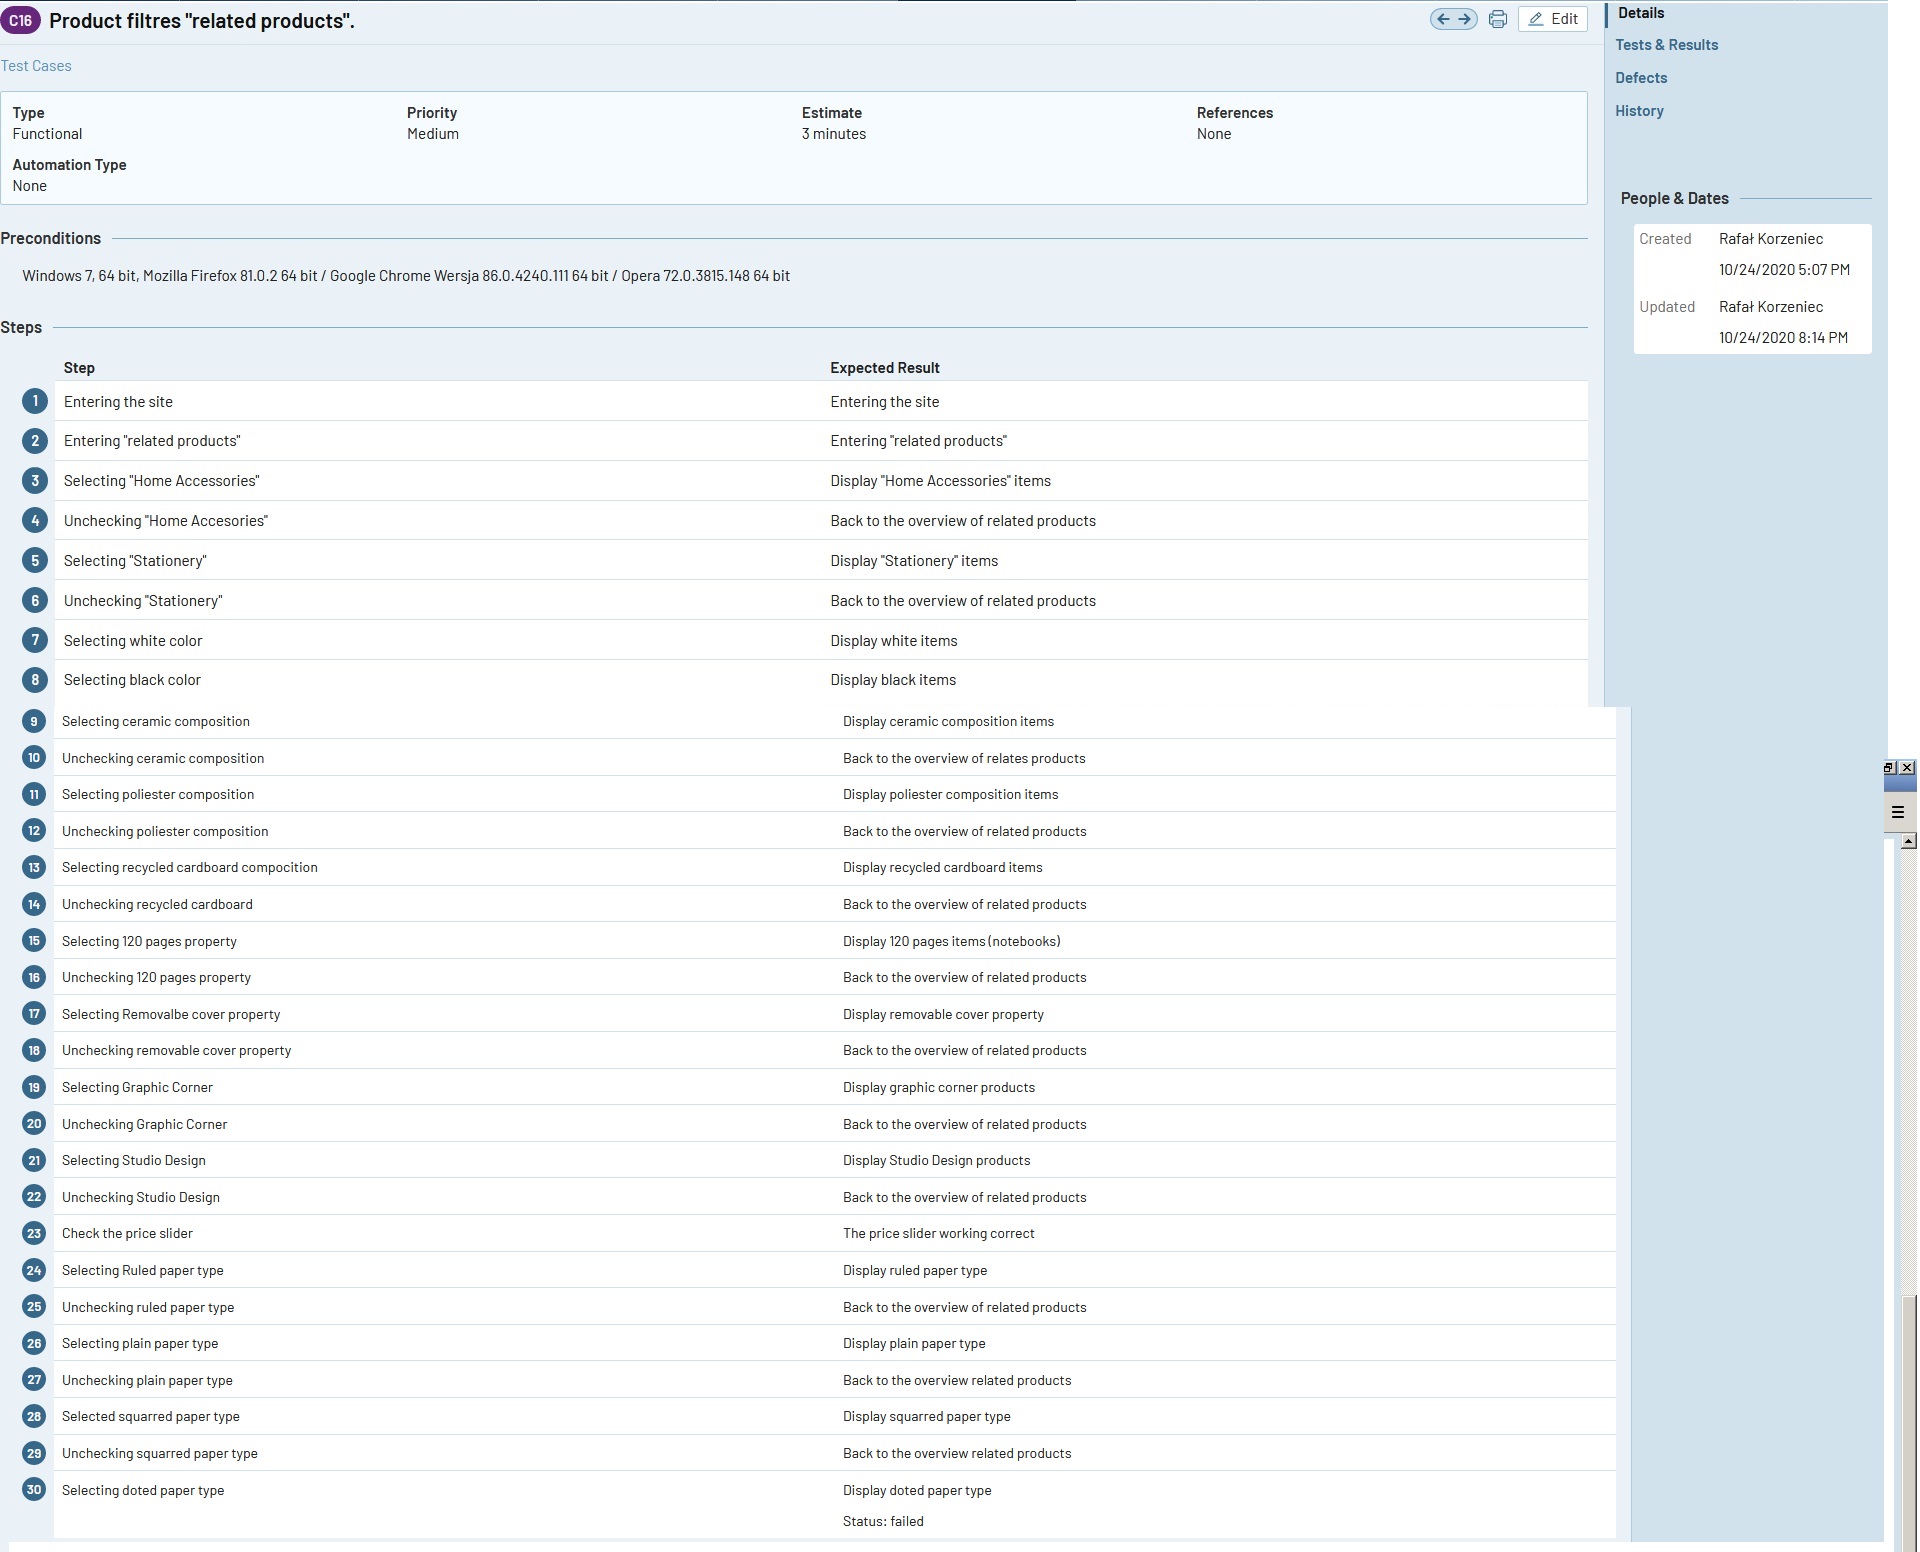 C16 Product filtres "related products".
Edit
Test Cases
Type Priority Estimate References
Functional Medium 3 minutes None
Automation Type
None
Preconditions
Windows 7, 64 bit, Mozilla Firefox 81.0.2 64 bit / Google Chrome Wersja 86.0.4240.111 64 bit / Opera 72.0.3815.148 64 bit
Steps
Step Expected Result
1 Entering the site Entering the site
2 Entering "related products" Entering "related products"
3 Selecting "Home Accessories" Display "Home Accessories" items
4 Unchecking "Home Accesories" Back to the overview of related products
5 Selecting "Stationery" Display "Stationery" items
6 Unchecking "Stationery" Back to the overview of related products
7 Selecting white color Display white items
8 Selecting black color Display black items
9 Selecting ceramic composition Display ceramic composition items
10 Unchecking ceramic composition Back to the overview of relates products
11 Selecting poliester composition Display poliester composition items
12 Unchecking poliester composition Back to the overview of related products
13 Selecting recycled cardboard compocition Display recycled cardboard items
14 Unchecking recycled cardboard Back to the overview of related products
15 Selecting 120 pages property Display 120 pages items (notebooks)
16 Unchecking 120 pages property Back to the overview of related products
17 Selecting Removalbe cover property Display removable cover property
18 Unchecking removable cover property Back to the overview of related products
19 Selecting Graphic Corner Display graphic corner products
20 Unchecking Graphic Corner Back to the overview of related products
21 Selecting Studio Design Display Studio Design products
22 Unchecking Studio Design Back to the overview of related products
23 Check the price slider The price slider working correct
24 Selecting Ruled paper type Display ruled paper type
25 Unchecking ruled paper type Back to the overview of related products
26 Selecting plain paper type Display plain paper type
27 Unchecking plain paper type Back to the overview related products
28 Selected squarred paper type Display squarred paper type
29 Unchecking squarred paper type Back to the overview related products
30 Selecting doted paper type Display doted paper type
Status: failed
Details
Tests & Results
Defects
History
People & Dates
Created Rafał Korzeniec
10/24/2020 5:07 PM
Updated Rafał Korzeniec
10/24/2020 8:14 PM